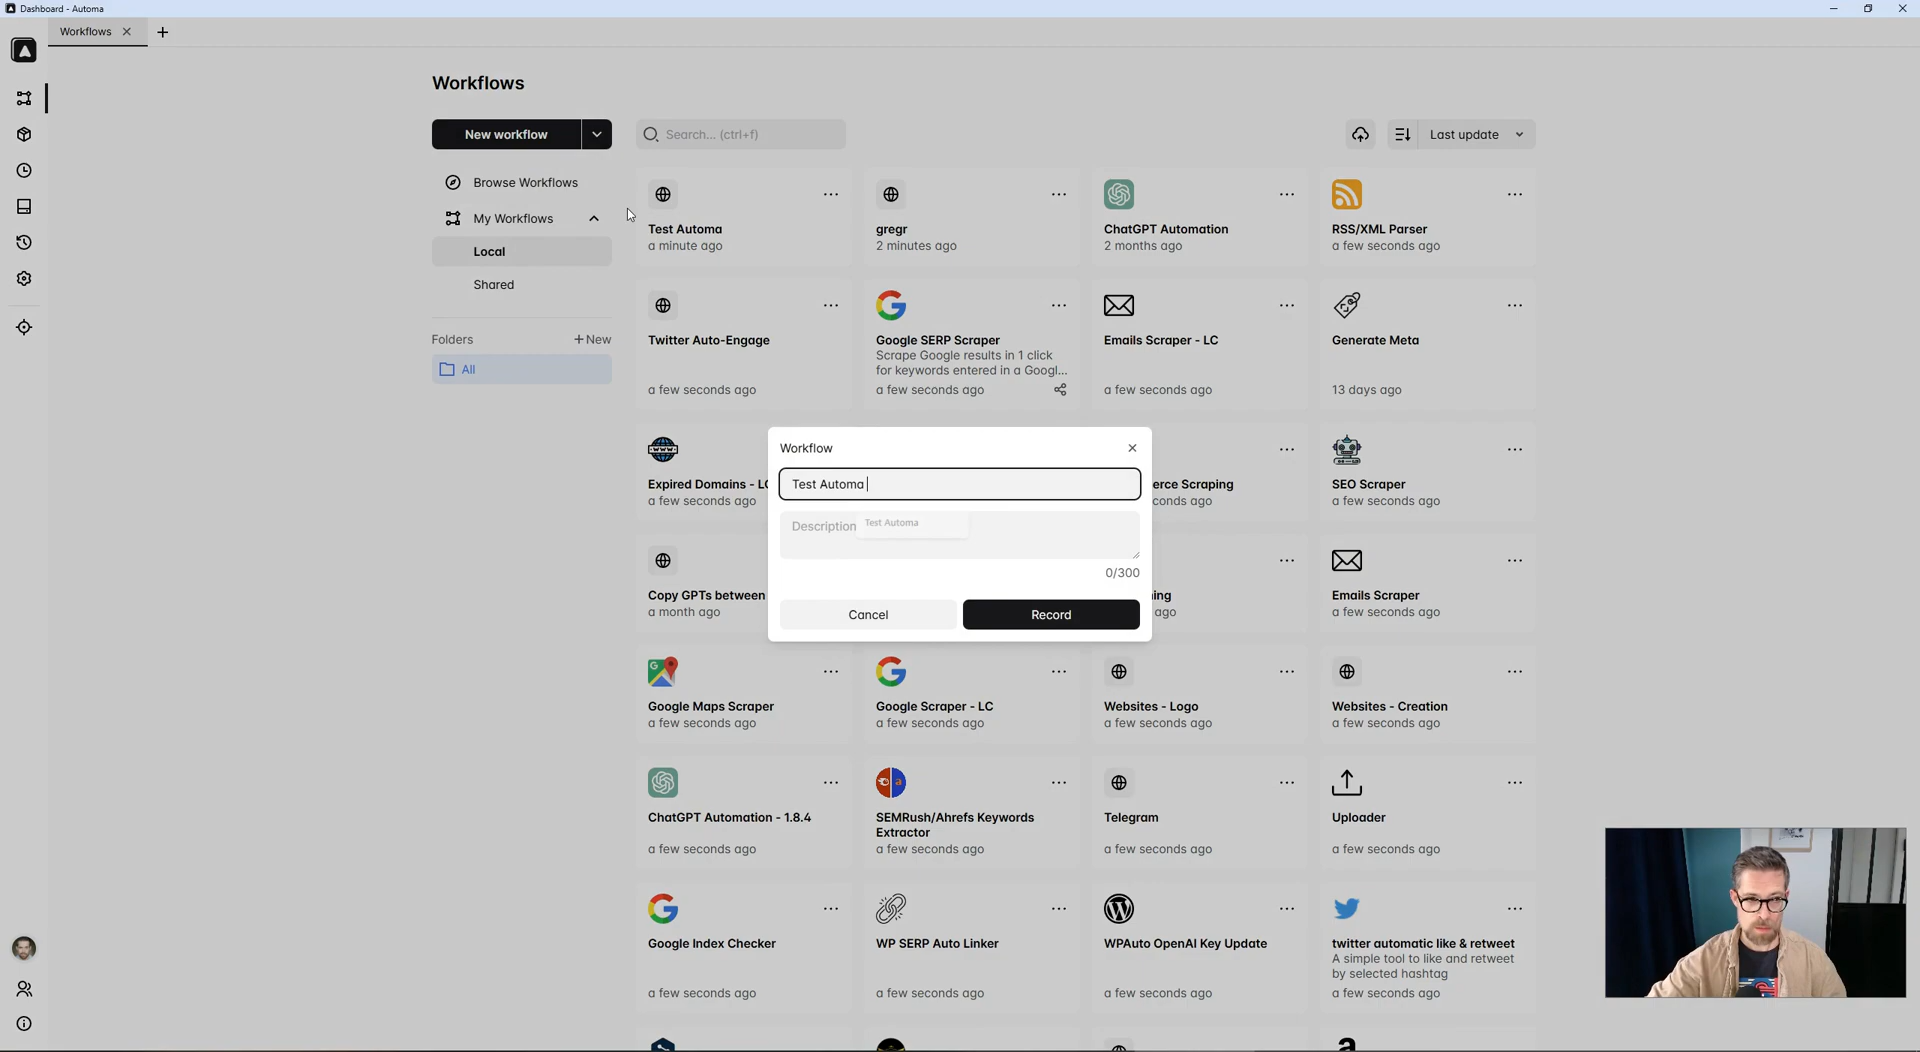 Dashboard - Automa
Workflows
Workflows
New workflow
Search... (ctrl+f)
Last update
Browse Workflows
My Workflows
Local
Shared
Folders
+ New
All
Test Automa
a minute ago
gregr
2 minutes ago
ChatGPT Automation
2 months ago
RSS/XML Parser
a few seconds ago
Twitter Auto-Engage
a few seconds ago
Google SERP Scraper
Scrape Google results in 1 click
for keywords entered in a Googl...
a few seconds ago
Emails Scraper - LC
a few seconds ago
Generate Meta
13 days ago
Expired Domains - LC
a few seconds ago
erce Scraping
conds ago
SEO Scraper
a few seconds ago
Workflow
Test Automa
Description
Test Automa
0/300
Cancel
Record
Copy GPTs between
a month ago
ing
ago
Emails Scraper
a few seconds ago
Google Maps Scraper
a few seconds ago
Google Scraper - LC
a few seconds ago
Websites - Logo
a few seconds ago
Websites - Creation
a few seconds ago
ChatGPT Automation - 1.8.4
a few seconds ago
SEMRush/Ahrefs Keywords
Extractor
a few seconds ago
Telegram
a few seconds ago
Uploader
a few seconds ago
Google Index Checker
a few seconds ago
WP SERP Auto Linker
a few seconds ago
WPAuto OpenAI Key Update
a few seconds ago
twitter automatic like & retweet
A simple tool to like and retweet
by selected hashtag
a few seconds ago